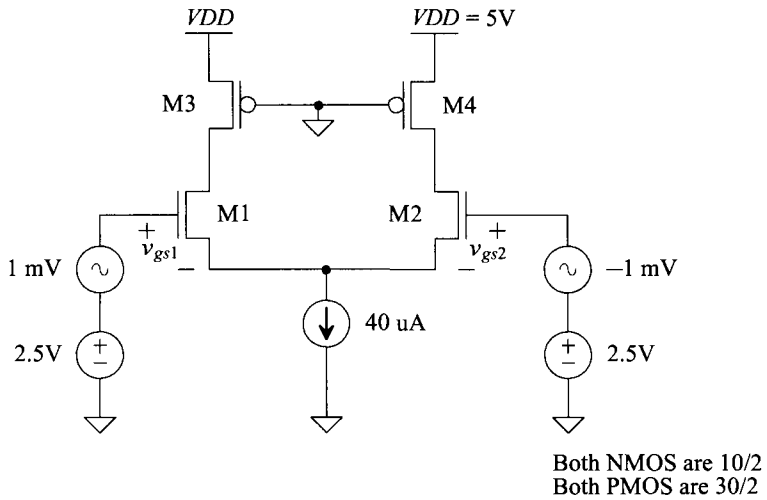 VDD
VDD = 5V
M3
M4
M1
M2
+
vgs1
−
+
vgs2
−
1 mV
−1 mV
40 uA
2.5V
+
−
+
−
2.5V
Both NMOS are 10/2
Both PMOS are 30/2